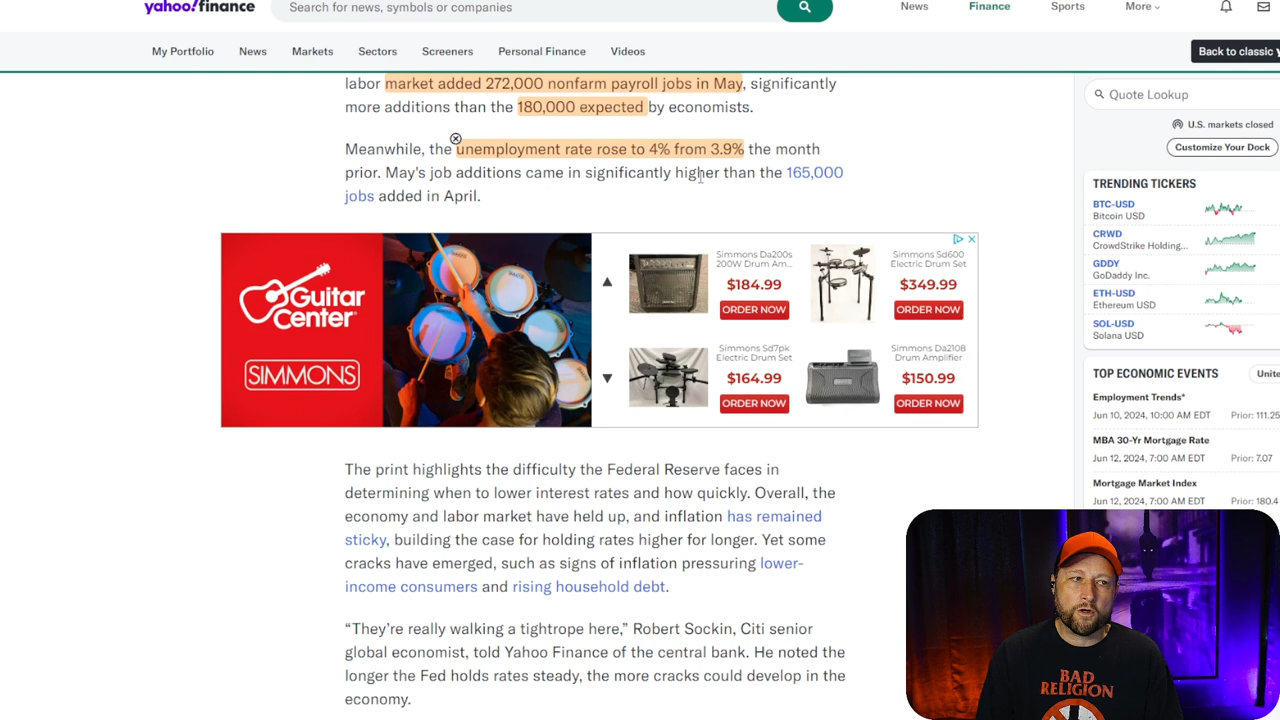 yahoo!finance
Search for news, symbols or companies
News
Finance
Sports
More
My Portfolio
News
Markets
Sectors
Screeners
Personal Finance
Videos
Back to classic
labor market added 272,000 nonfarm payroll jobs in May, significantly
more additions than the 180,000 expected by economists.
Meanwhile, the unemployment rate rose to 4% from 3.9% the month
prior. May's job additions came in significantly higher than the 165,000
jobs added in April.
Guitar
Center
SIMMONS
Simmons Da200s
200W Drum Am...
$184.99
ORDER NOW
Simmons Sd600
Electric Drum Set
$349.99
ORDER NOW
Simmons Sd7pk
Electric Drum Set
$164.99
ORDER NOW
Simmons Da2108
Drum Amplifier
$150.99
ORDER NOW
The print highlights the difficulty the Federal Reserve faces in
determining when to lower interest rates and how quickly. Overall, the
economy and labor market have held up, and inflation has remained
sticky, building the case for holding rates higher for longer. Yet some
cracks have emerged, such as signs of inflation pressuring lower-
income consumers and rising household debt.
“They’re really walking a tightrope here,” Robert Sockin, Citi senior
global economist, told Yahoo Finance of the central bank. He noted the
longer the Fed holds rates steady, the more cracks could develop in the
economy.
Quote Lookup
U.S. markets closed
Customize Your Dock
TRENDING TICKERS
BTC-USD
Bitcoin USD
CRWD
CrowdStrike Holding...
GDDY
GoDaddy Inc.
ETH-USD
Ethereum USD
SOL-USD
Solana USD
TOP ECONOMIC EVENTS
Unite
Employment Trends*
Jun 10, 2024, 10:00 AM EDT Prior: 111.25
MBA 30-Yr Mortgage Rate
Jun 12, 2024, 7:00 AM EDT Prior: 7.07
Mortgage Market Index
Jun 12, 2024, 7:00 AM EDT Prior: 180.4
BAD
RELIGION